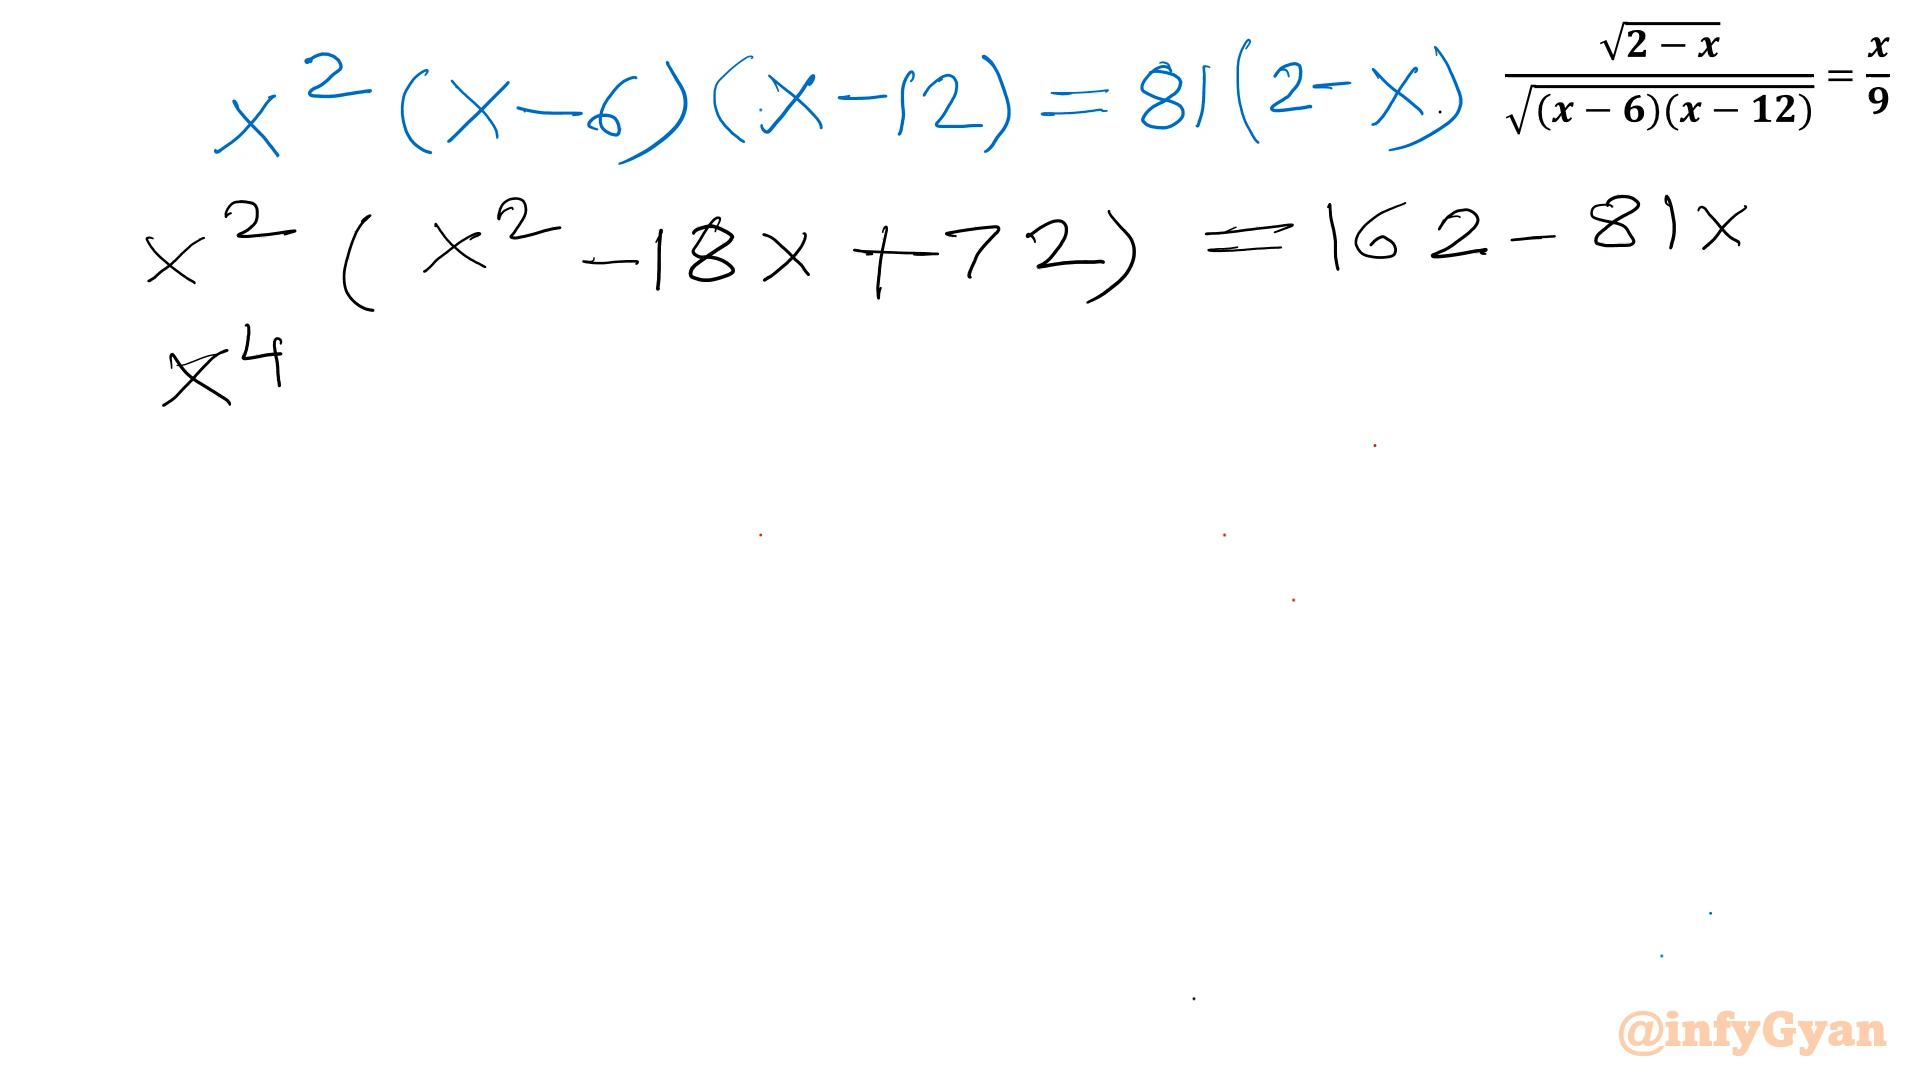 x² (x-6) (x-12) = 81(2-x)
√(2 − x) / √((x − 6)(x − 12)) = x/9
x² (x² -18x +72) = 162 - 81x
x⁴
@infyGyan